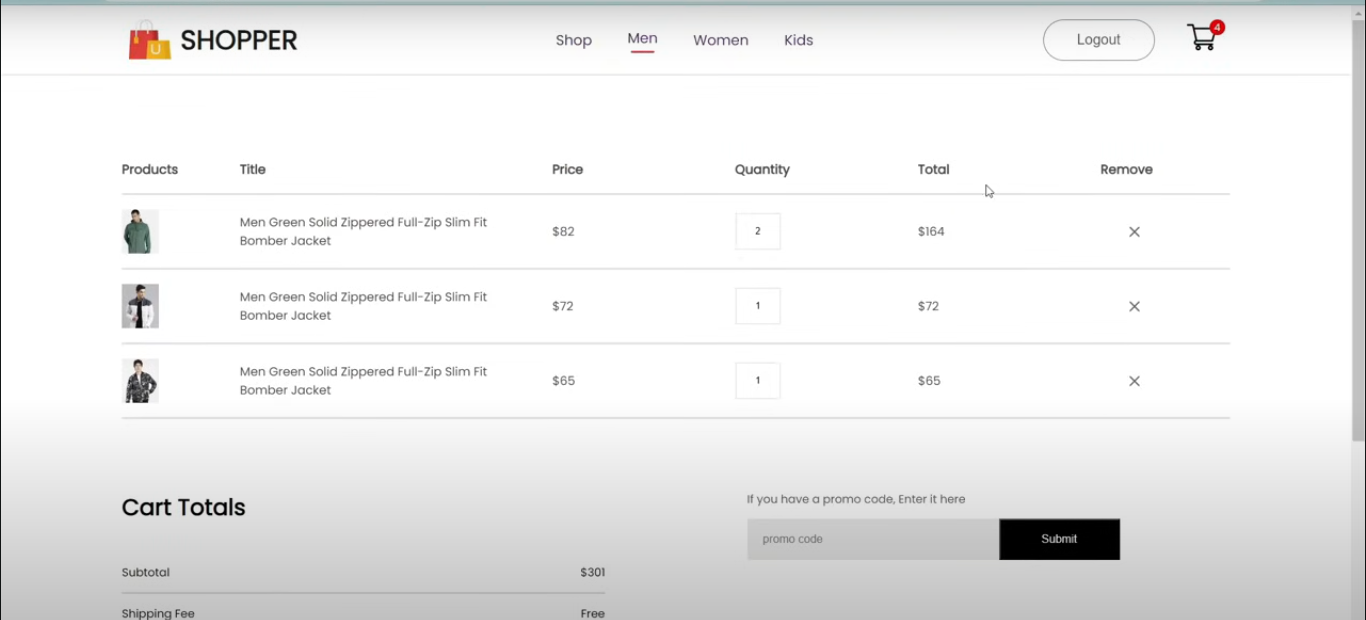 SHOPPER
Shop Men Women Kids
Logout
4
Products Title Price Quantity Total Remove
Men Green Solid Zippered Full-Zip Slim Fit
Bomber Jacket
$82 2 $164
Men Green Solid Zippered Full-Zip Slim Fit
Bomber Jacket
$72 1 $72
Men Green Solid Zippered Full-Zip Slim Fit
Bomber Jacket
$65 1 $65
Cart Totals
Subtotal $301
Shipping Fee Free
If you have a promo code, Enter it here
promo code
Submit